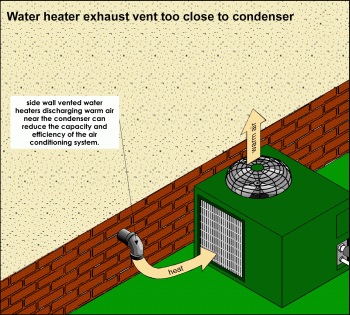 Water heater exhaust vent too close to condenser
side wall vented water
heaters discharging warm air
near the condenser can
reduce the capacity and
efficiency of the air
conditioning system.
warm air
heat